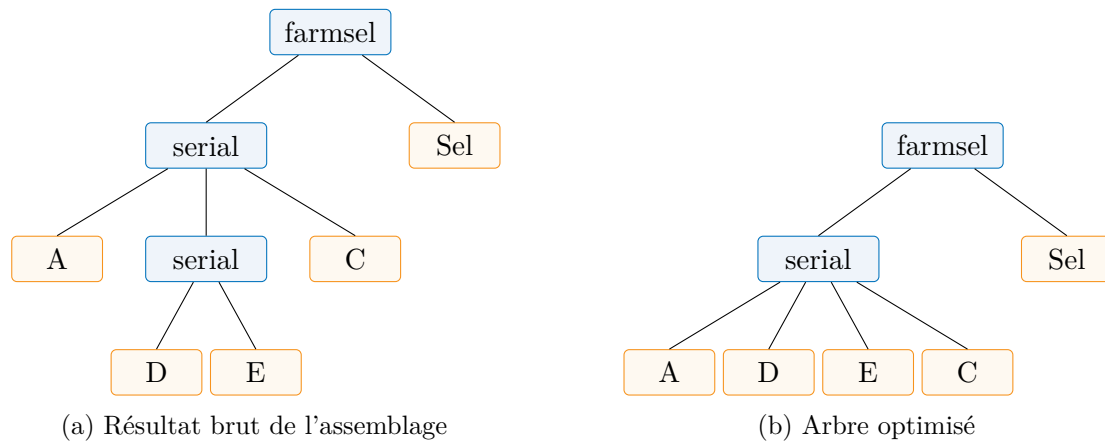 farmsel
serial
Sel
A
serial
C
D
E
(a) Résultat brut de l'assemblage
farmsel
serial
Sel
A
D
E
C
(b) Arbre optimisé